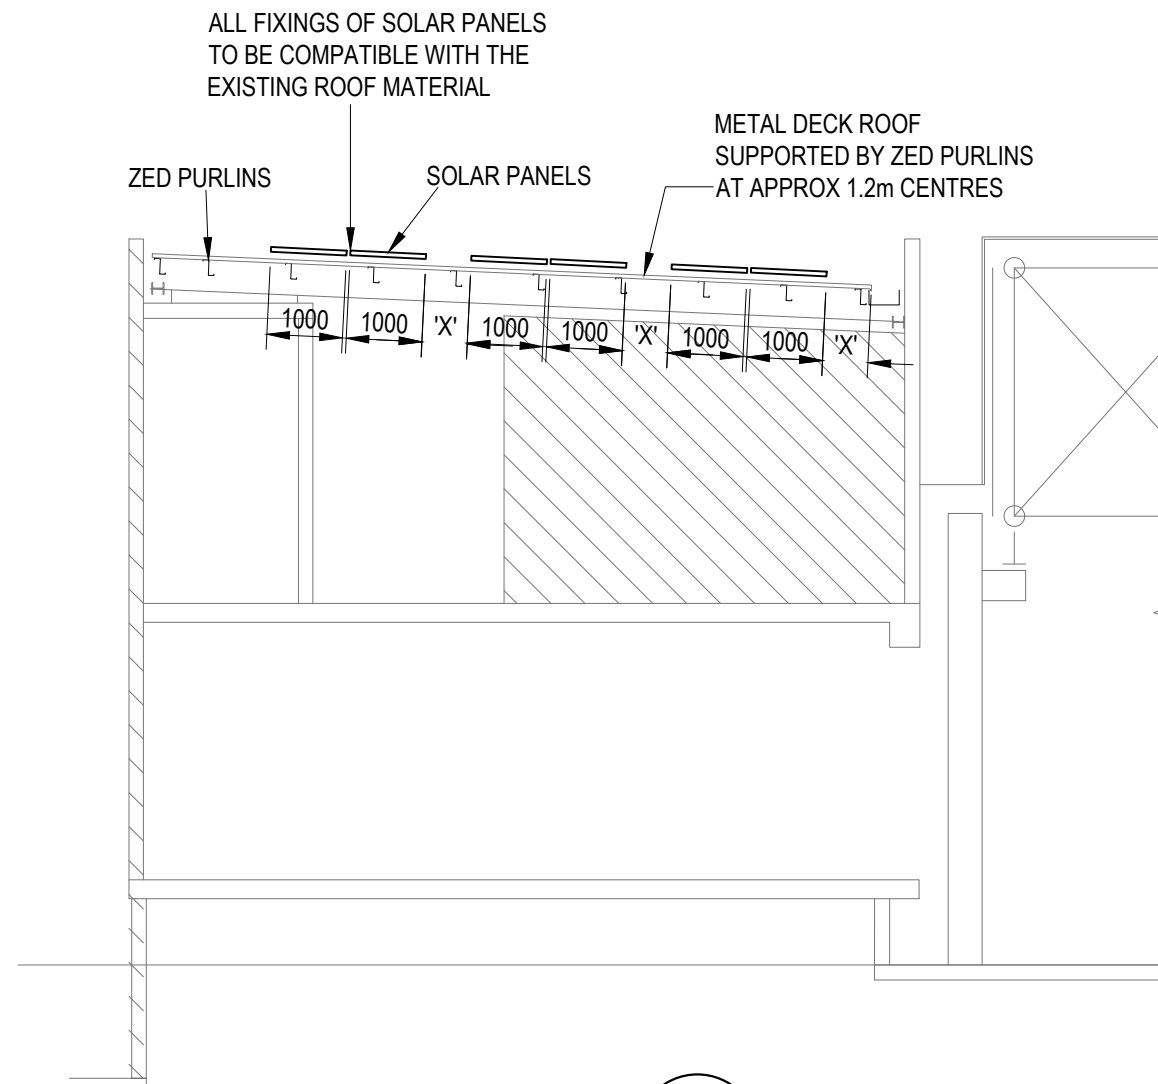 ALL FIXINGS OF SOLAR PANELS
TO BE COMPATIBLE WITH THE
EXISTING ROOF MATERIAL
METAL DECK ROOF
SUPPORTED BY ZED PURLINS
AT APPROX 1.2m CENTRES
ZED PURLINS
SOLAR PANELS
1000
1000
'X'
1000
1000
'X'
1000
1000
'X'